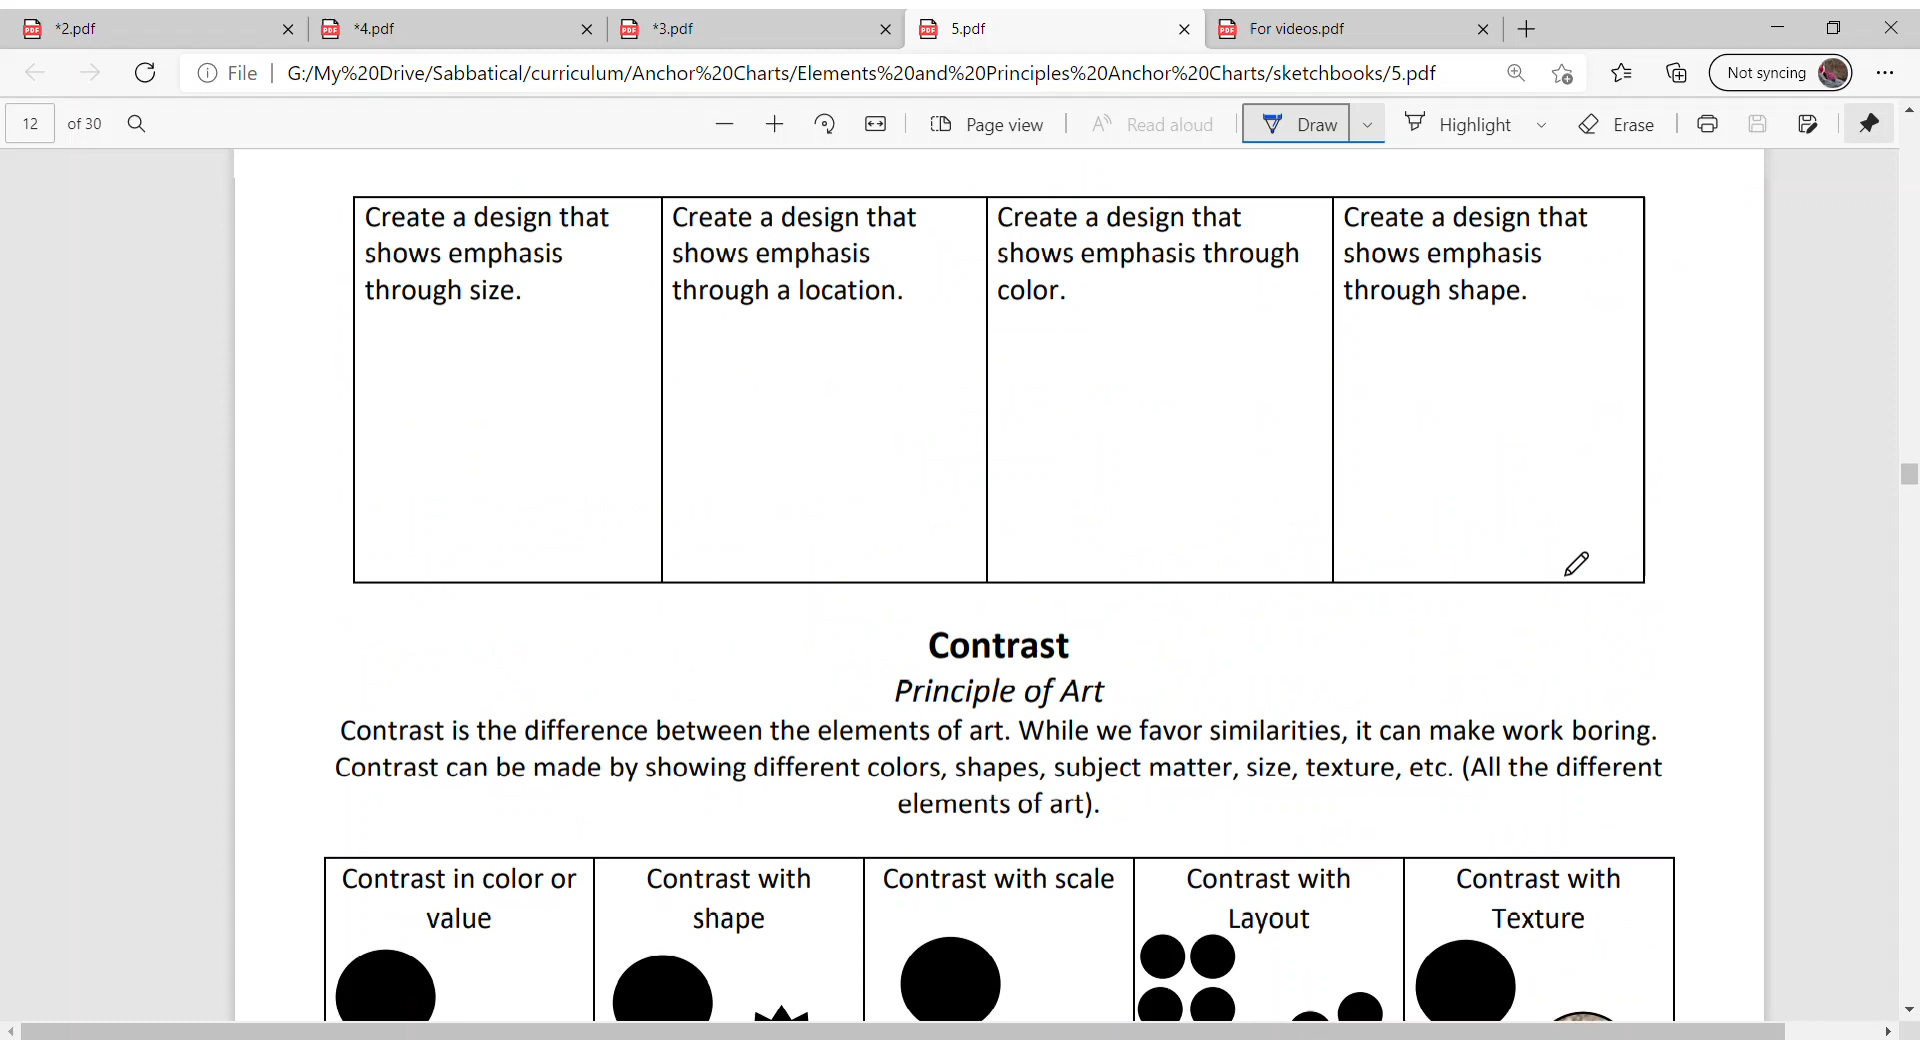 *2.pdf
*4.pdf
*3.pdf
5.pdf
For videos.pdf
File
G:/My%20Drive/Sabbatical/curriculum/Anchor%20Charts/Elements%20and%20Principles%20Anchor%20Charts/sketchbooks/5.pdf
Not syncing
12 of 30
Page view
Read aloud
Draw
Highlight
Erase
Create a design that
shows emphasis
through size.
Create a design that
shows emphasis
through a location.
Create a design that
shows emphasis through
color.
Create a design that
shows emphasis
through shape.
Contrast
Principle of Art
Contrast is the difference between the elements of art. While we favor similarities, it can make work boring.
Contrast can be made by showing different colors, shapes, subject matter, size, texture, etc. (All the different
elements of art).
Contrast in color or
value
Contrast with
shape
Contrast with scale
Contrast with
Layout
Contrast with
Texture